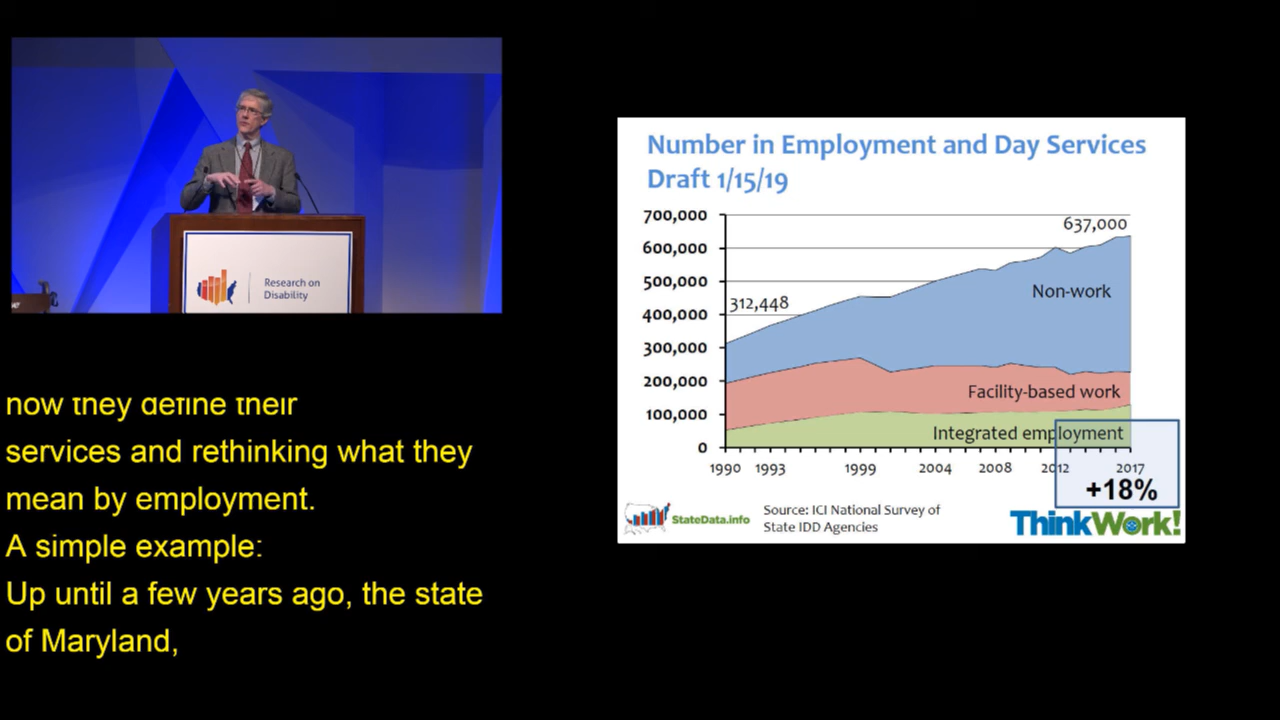 Research on
Disability
now they define their
services and rethinking what they
mean by employment.
A simple example:
Up until a few years ago, the state
of Maryland,
Number in Employment and Day Services
Draft 1/15/19
700,000
600,000
500,000
400,000
300,000
200,000
100,000
0
312,448
637,000
Non-work
Facility-based work
Integrated employment
1990 1993 1999 2004 2008 2012 2017
+18%
StateData.info
Source: ICI National Survey of
State IDD Agencies
ThinkWork!